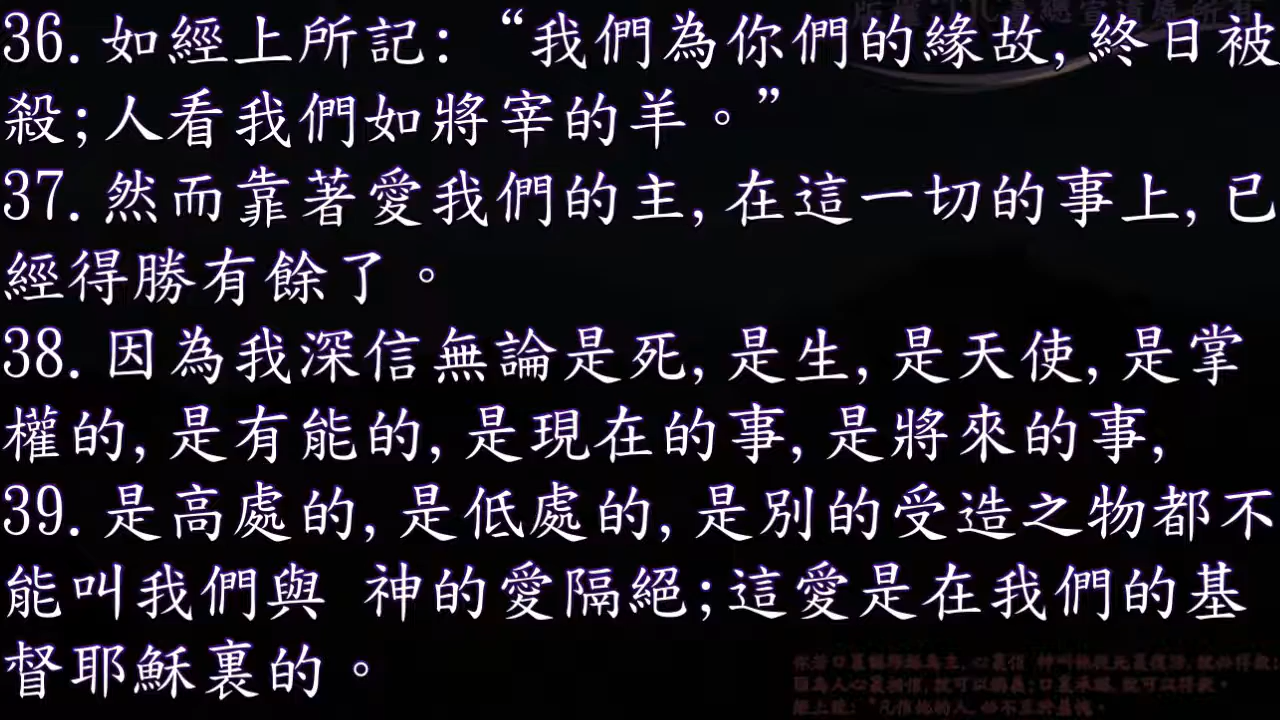 36. 如經上所記: “我們為你們的緣故, 終日被
殺; 人看我們如將宰的羊。”
37. 然而靠著愛我們的主, 在這一切的事上, 已
經得勝有餘了。
38. 因為我深信無論是死, 是生, 是天使, 是掌
權的, 是有能的, 是現在的事, 是將來的事,
39. 是高處的, 是低處的, 是別的受造之物都不
能叫我們與 神的愛隔絕; 這愛是在我們的基
督耶穌裏的。